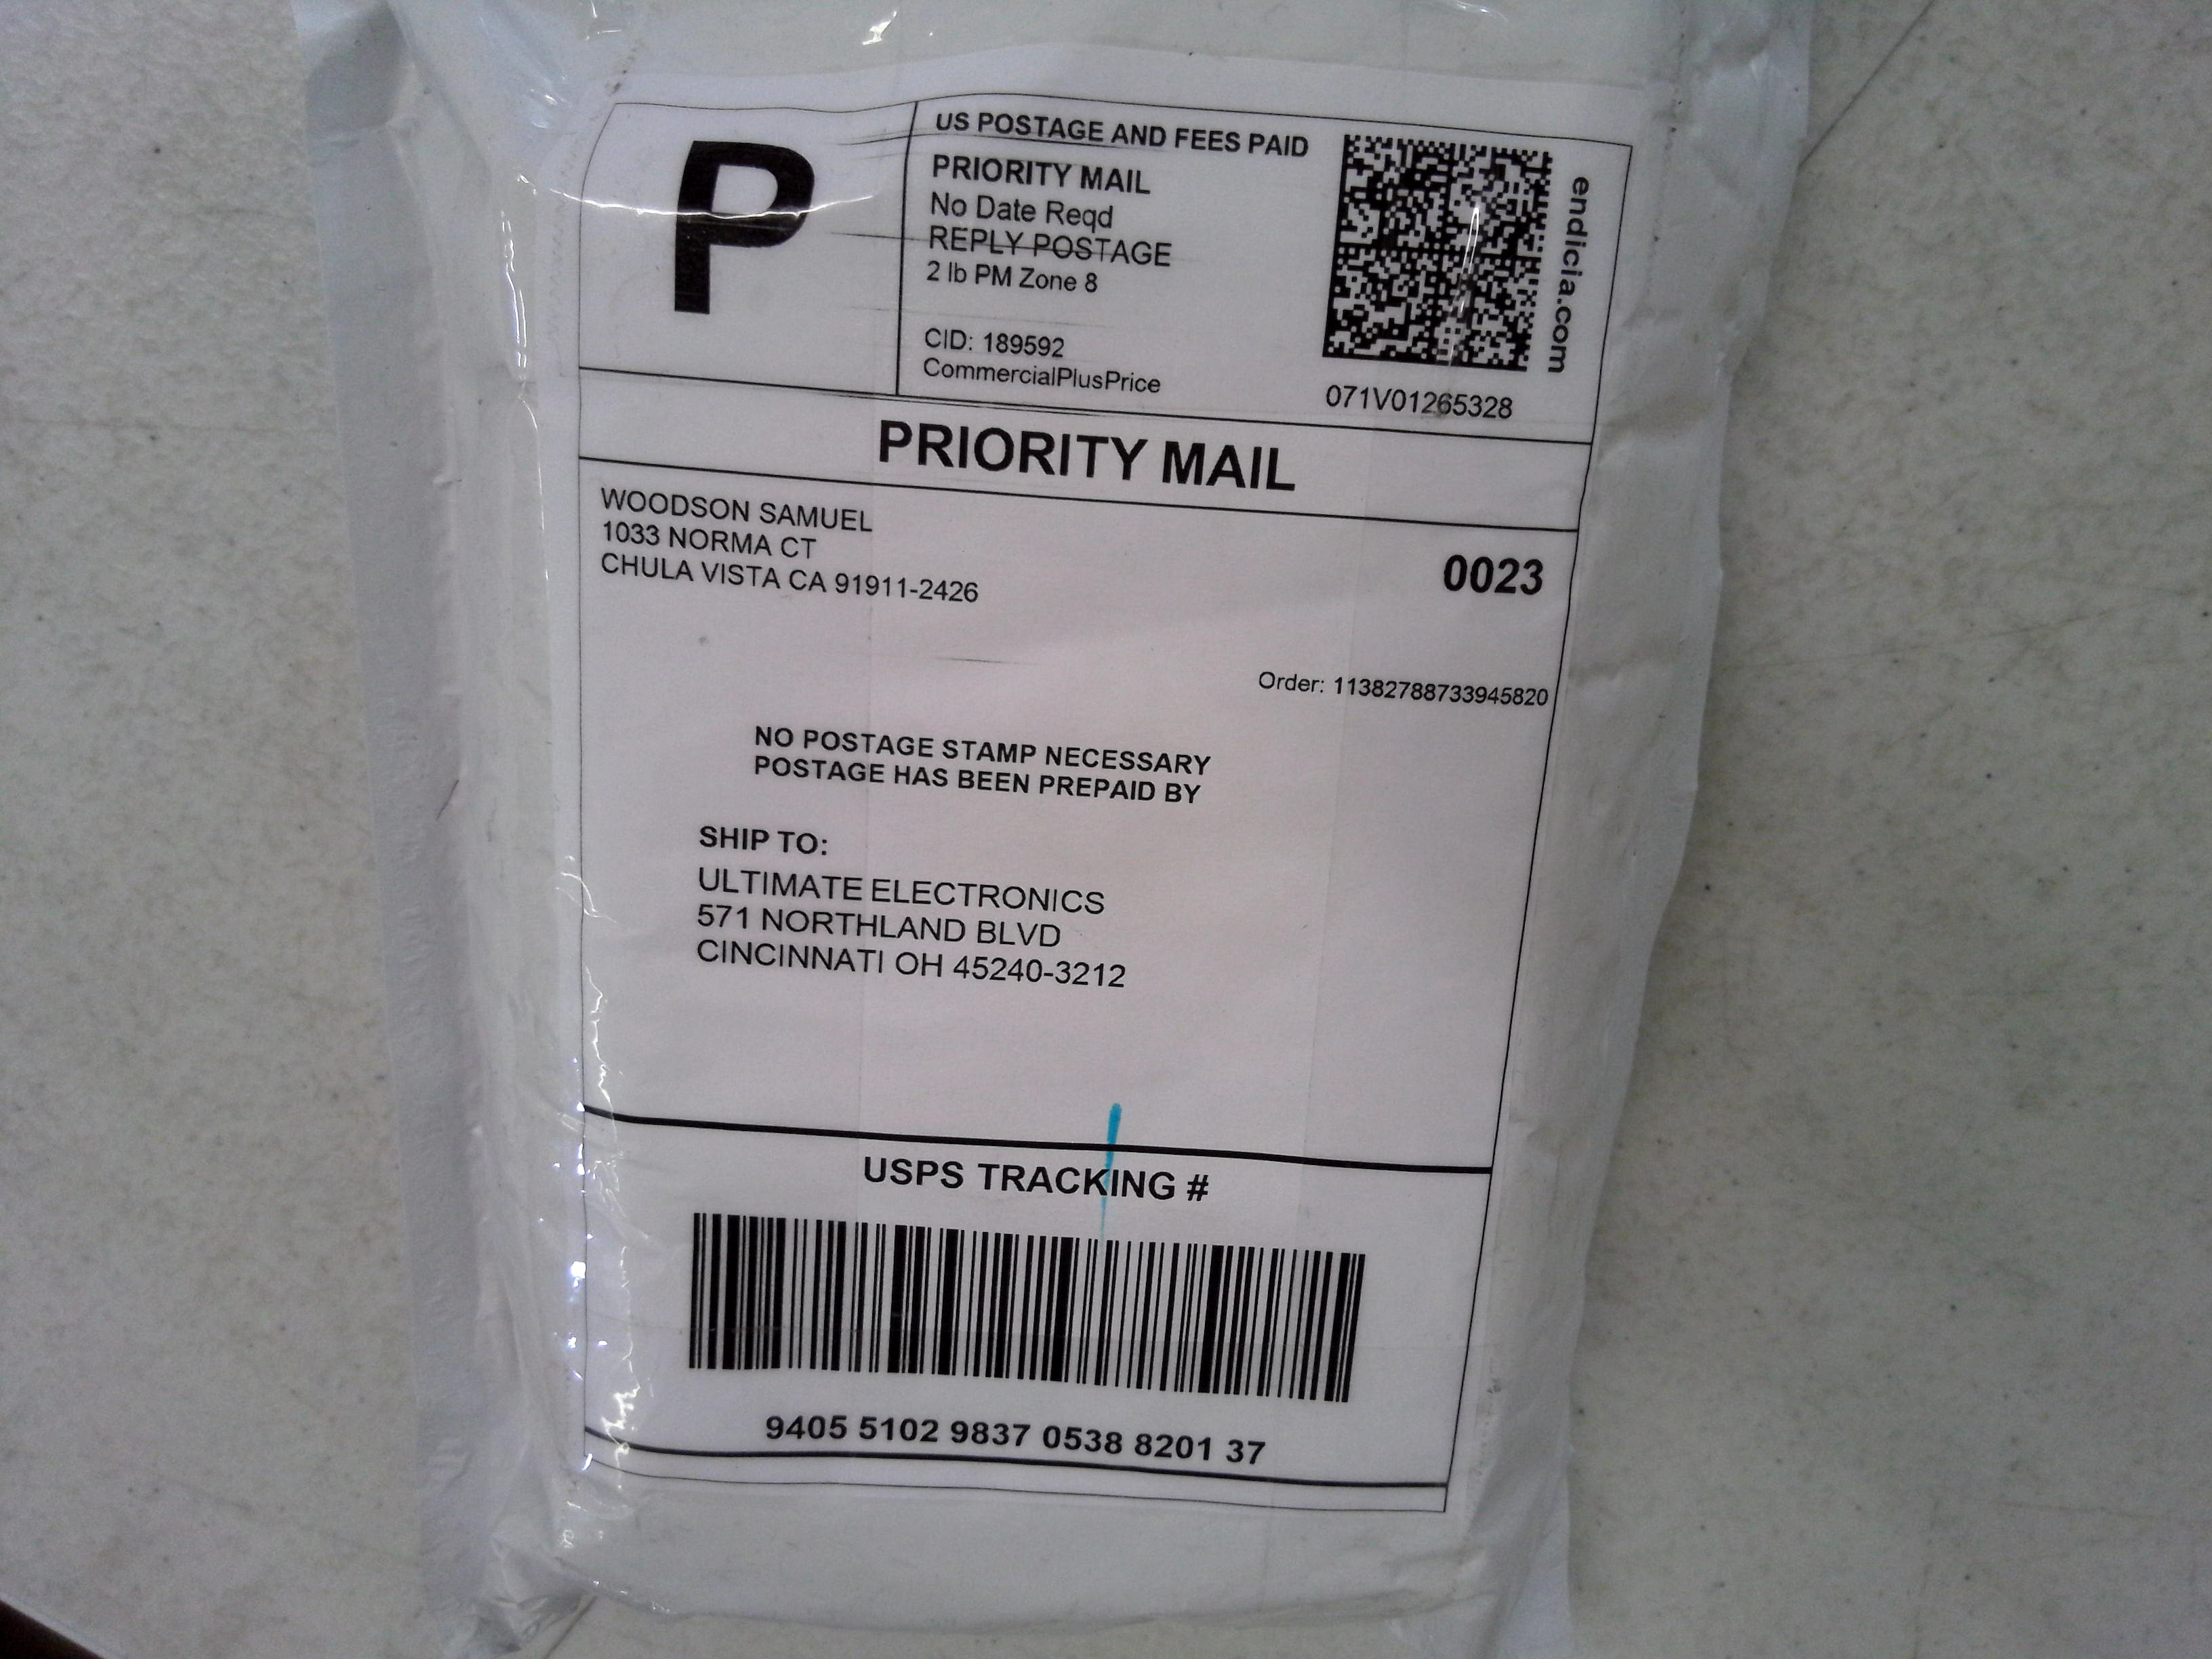 P
US POSTAGE AND FEES PAID
PRIORITY MAIL
No Date Reqd
REPLY POSTAGE
2 lb PM Zone 8
CID: 189592
CommercialPlusPrice
endicia.com
071V01265328
PRIORITY MAIL
WOODSON SAMUEL
1033 NORMA CT
CHULA VISTA CA 91911-2426
0023
Order: 11382788733945820
NO POSTAGE STAMP NECESSARY
POSTAGE HAS BEEN PREPAID BY
SHIP TO:
ULTIMATE ELECTRONICS
571 NORTHLAND BLVD
CINCINNATI OH 45240-3212
USPS TRACKING #
9405 5102 9837 0538 8201 37